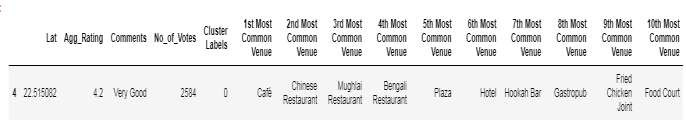 Lat Agg_Rating Comments No_of_Votes Cluster Labels 1st Most Common Venue 2nd Most Common Venue 3rd Most Common Venue 4th Most Common Venue 5th Most Common Venue 6th Most Common Venue 7th Most Common Venue 8th Most Common Venue 9th Most Common Venue 10th Most Common Venue
4 22.515082 4.2 Very Good 2584 0 Café Chinese Restaurant Mughlai Restaurant Bengali Restaurant Plaza Hotel Hookah Bar Gastropub Fried Chicken Joint Food Court